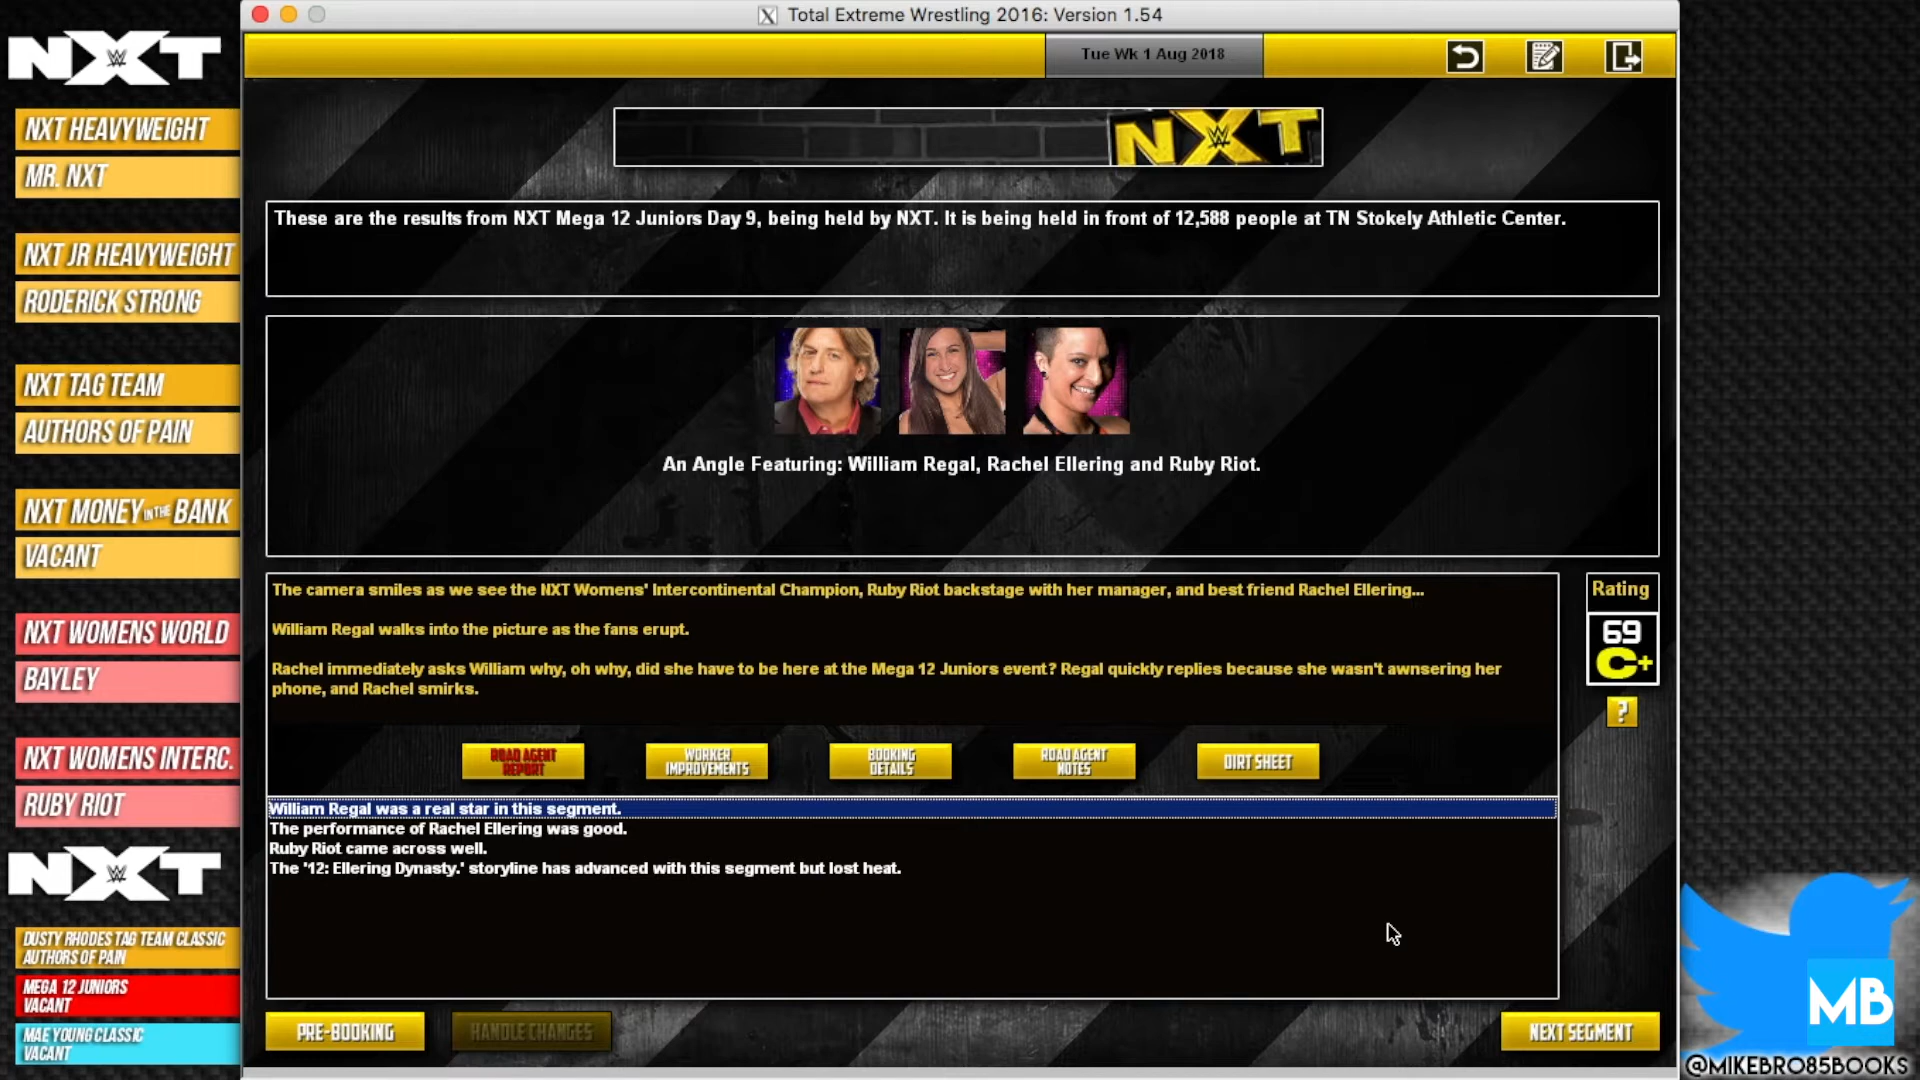 Total Extreme Wrestling 2016: Version 1.54
Tue Wk 1 Aug 2018
NXT
NXT HEAVYWEIGHT
MR. NXT
NXT JR HEAVYWEIGHT
RODERICK STRONG
NXT TAG TEAM
AUTHORS OF PAIN
NXT MONEY IN THE BANK
VACANT
NXT WOMENS WORLD
BAYLEY
NXT WOMENS INTERC.
RUBY RIOT
NXT
DUSTY RHODES TAG TEAM CLASSIC
AUTHORS OF PAIN
MEGA 12 JUNIORS
VACANT
MAE YOUNG CLASSIC
VACANT
NXT
These are the results from NXT Mega 12 Juniors Day 9, being held by NXT. It is being held in front of 12,588 people at TN Stokely Athletic Center.
An Angle Featuring: William Regal, Rachel Ellering and Ruby Riot.
The camera smiles as we see the NXT Womens' Intercontinental Champion, Ruby Riot backstage with her manager, and best friend Rachel Ellering...
William Regal walks into the picture as the fans erupt.
Rachel immediately asks William why, oh why, did she have to be here at the Mega 12 Juniors event? Regal quickly replies because she wasn't awnsering her
phone, and Rachel smirks.
Rating
69
C+
?
ROAD AGENT
REPORT
WORKER
IMPROVEMENTS
BOOKING
DETAILS
ROAD AGENT
NOTES
DIRT SHEET
William Regal was a real star in this segment.
The performance of Rachel Ellering was good.
Ruby Riot came across well.
The '12: Ellering Dynasty.' storyline has advanced with this segment but lost heat.
PRE-BOOKING
HANDLE CHANGES
NEXT SEGMENT
MB
@MIKEBRO85BOOKS